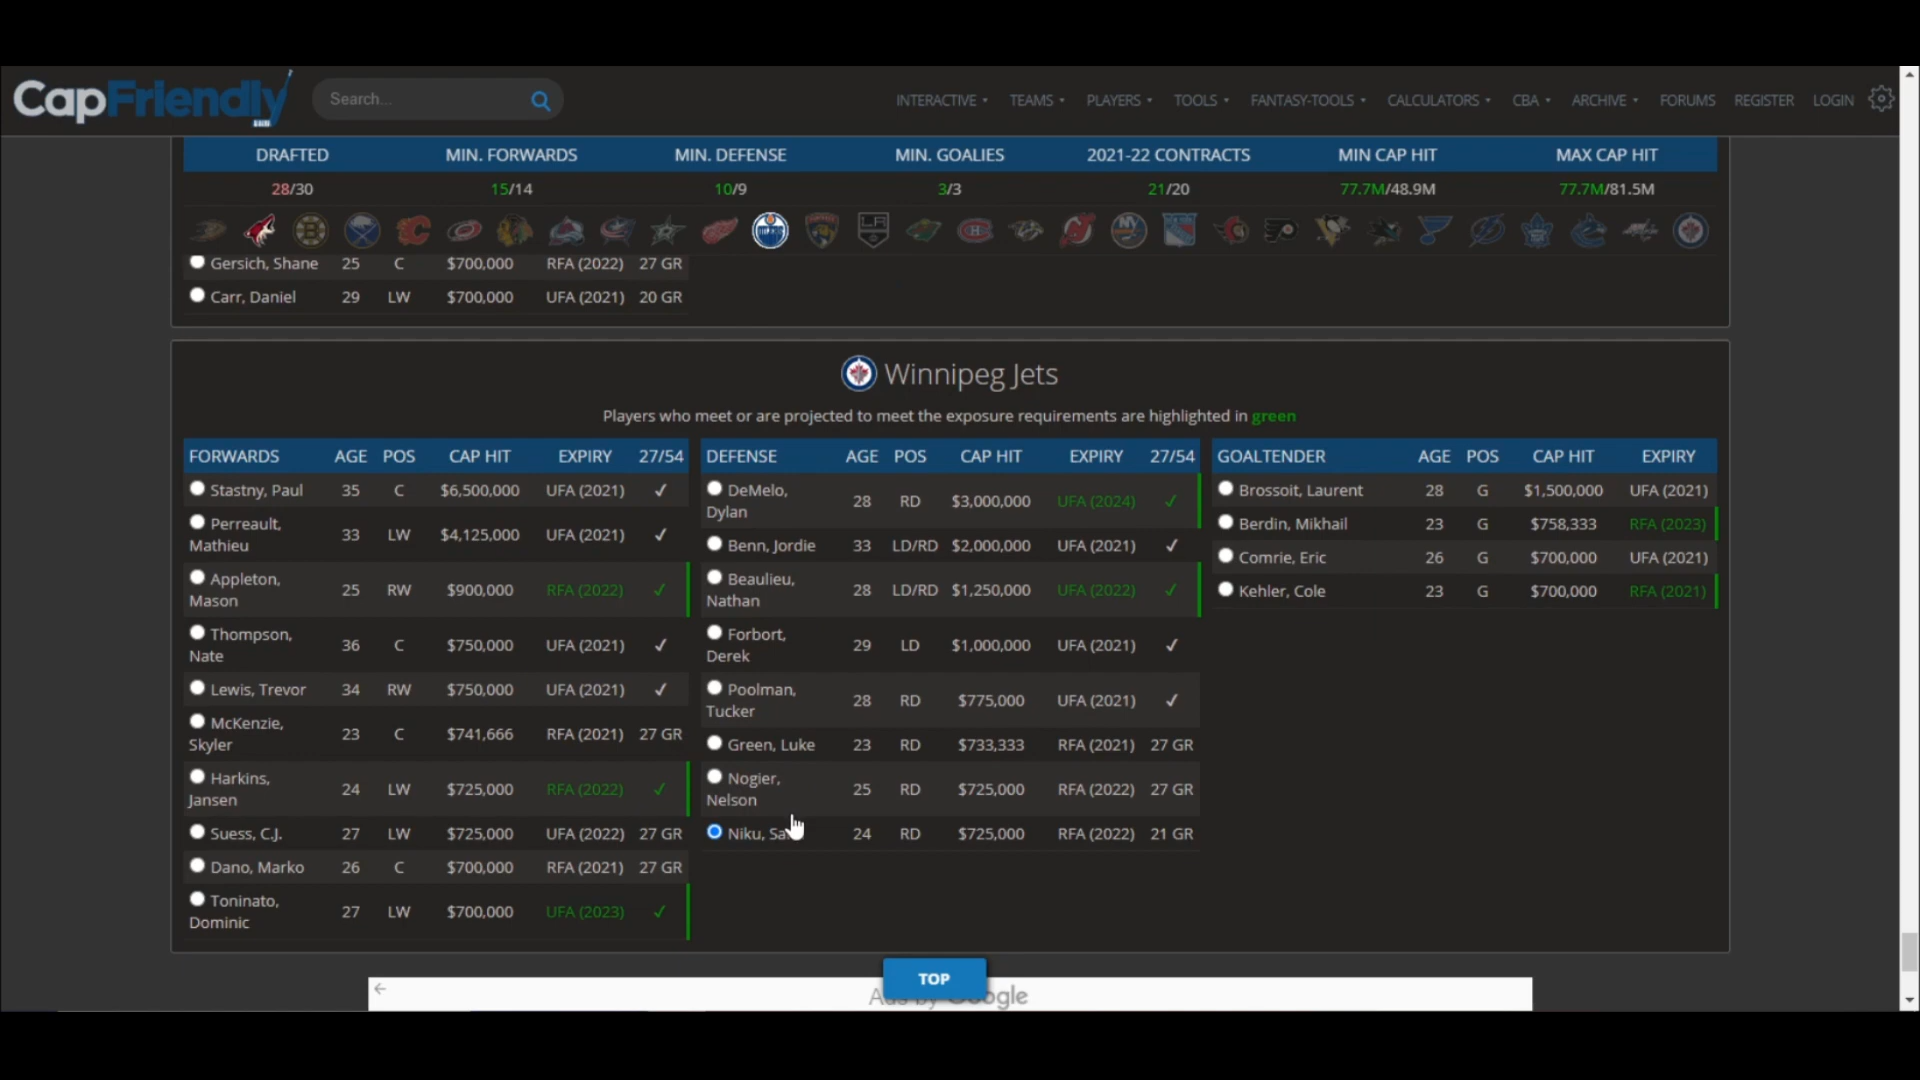 CapFriendly Search... INTERACTIVE TEAMS PLAYERS TOOLS FANTASY-TOOLS CALCULATORS CBA ARCHIVE FORUMS REGISTER LOGIN
DRAFTED MIN. FORWARDS MIN. DEFENSE MIN. GOALIES 2021-22 CONTRACTS MIN CAP HIT MAX CAP HIT
28/30 15/14 10/9 3/3 21/20 77.7M/48.9M 77.7M/81.5M
Gersich, Shane 25 C $700,000 RFA (2022) 27 GR
Carr, Daniel 29 LW $700,000 UFA (2021) 20 GR
Winnipeg Jets
Players who meet or are projected to meet the exposure requirements are highlighted in green
FORWARDS AGE POS CAP HIT EXPIRY 27/54
Stastny, Paul 35 C $6,500,000 UFA (2021) ✓
Perreault,
Mathieu 33 LW $4,125,000 UFA (2021) ✓
Appleton,
Mason 25 RW $900,000 RFA (2022) ✓
Thompson,
Nate 36 C $750,000 UFA (2021) ✓
Lewis, Trevor 34 RW $750,000 UFA (2021) ✓
McKenzie,
Skyler 23 C $741,666 RFA (2021) 27 GR
Harkins,
Jansen 24 LW $725,000 RFA (2022) ✓
Suess, C.J. 27 LW $725,000 UFA (2022) 27 GR
Dano, Marko 26 C $700,000 RFA (2021) 27 GR
Toninato,
Dominic 27 LW $700,000 UFA (2023) ✓
DEFENSE AGE POS CAP HIT EXPIRY 27/54
DeMelo,
Dylan 28 RD $3,000,000 UFA (2024) ✓
Benn, Jordie 33 LD/RD $2,000,000 UFA (2021) ✓
Beaulieu,
Nathan 28 LD/RD $1,250,000 UFA (2022) ✓
Forbort,
Derek 29 LD $1,000,000 UFA (2021) ✓
Poolman,
Tucker 28 RD $775,000 UFA (2021) ✓
Green, Luke 23 RD $733,333 RFA (2021) 27 GR
Nogier,
Nelson 25 RD $725,000 RFA (2022) 27 GR
Niku, 24 RD $725,000 RFA (2022) 21 GR
GOALTENDER AGE POS CAP HIT EXPIRY
Brossoit, Laurent 28 G $1,500,000 UFA (2021)
Berdin, Mikhail 23 G $758,333 RFA (2023)
Comrie, Eric 26 G $700,000 UFA (2021)
Kehler, Cole 23 G $700,000 RFA (2021)
TOP